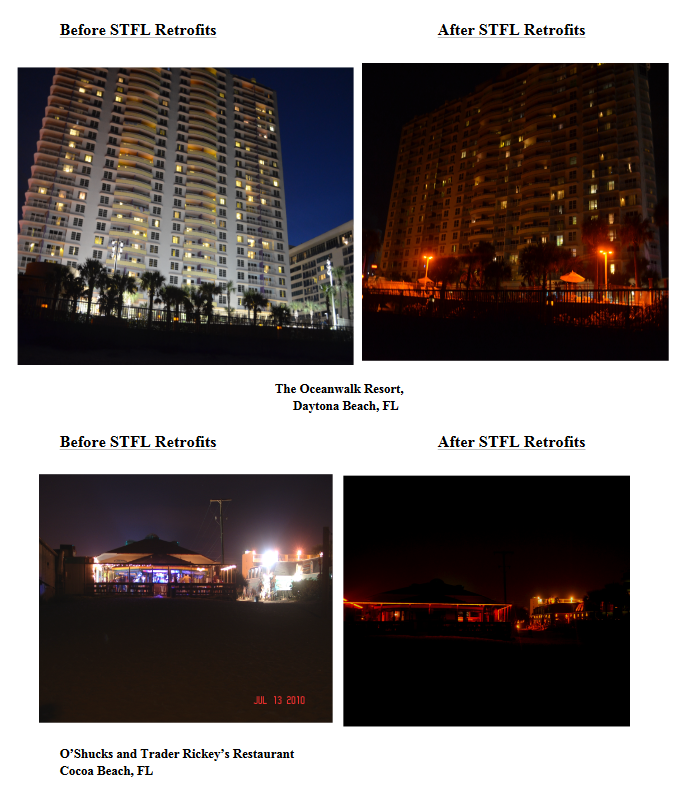 Before STFL Retrofits
After STFL Retrofits
The Oceanwalk Resort,
Daytona Beach, FL
Before STFL Retrofits
After STFL Retrofits
JUL 13 2010
O'Shucks and Trader Rickey's Restaurant
Cocoa Beach, FL